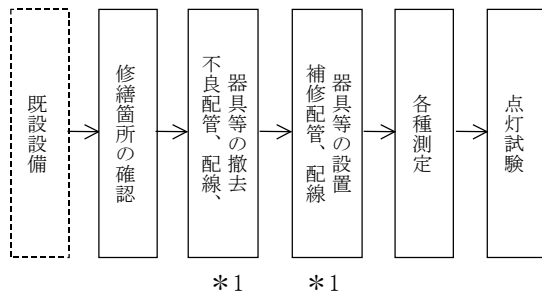 既設設備
修繕箇所の確認
器具等の撤去
不良配管、配線、
器具等の設置
補修配管、配線
各種測定
点灯試験
*1
*1